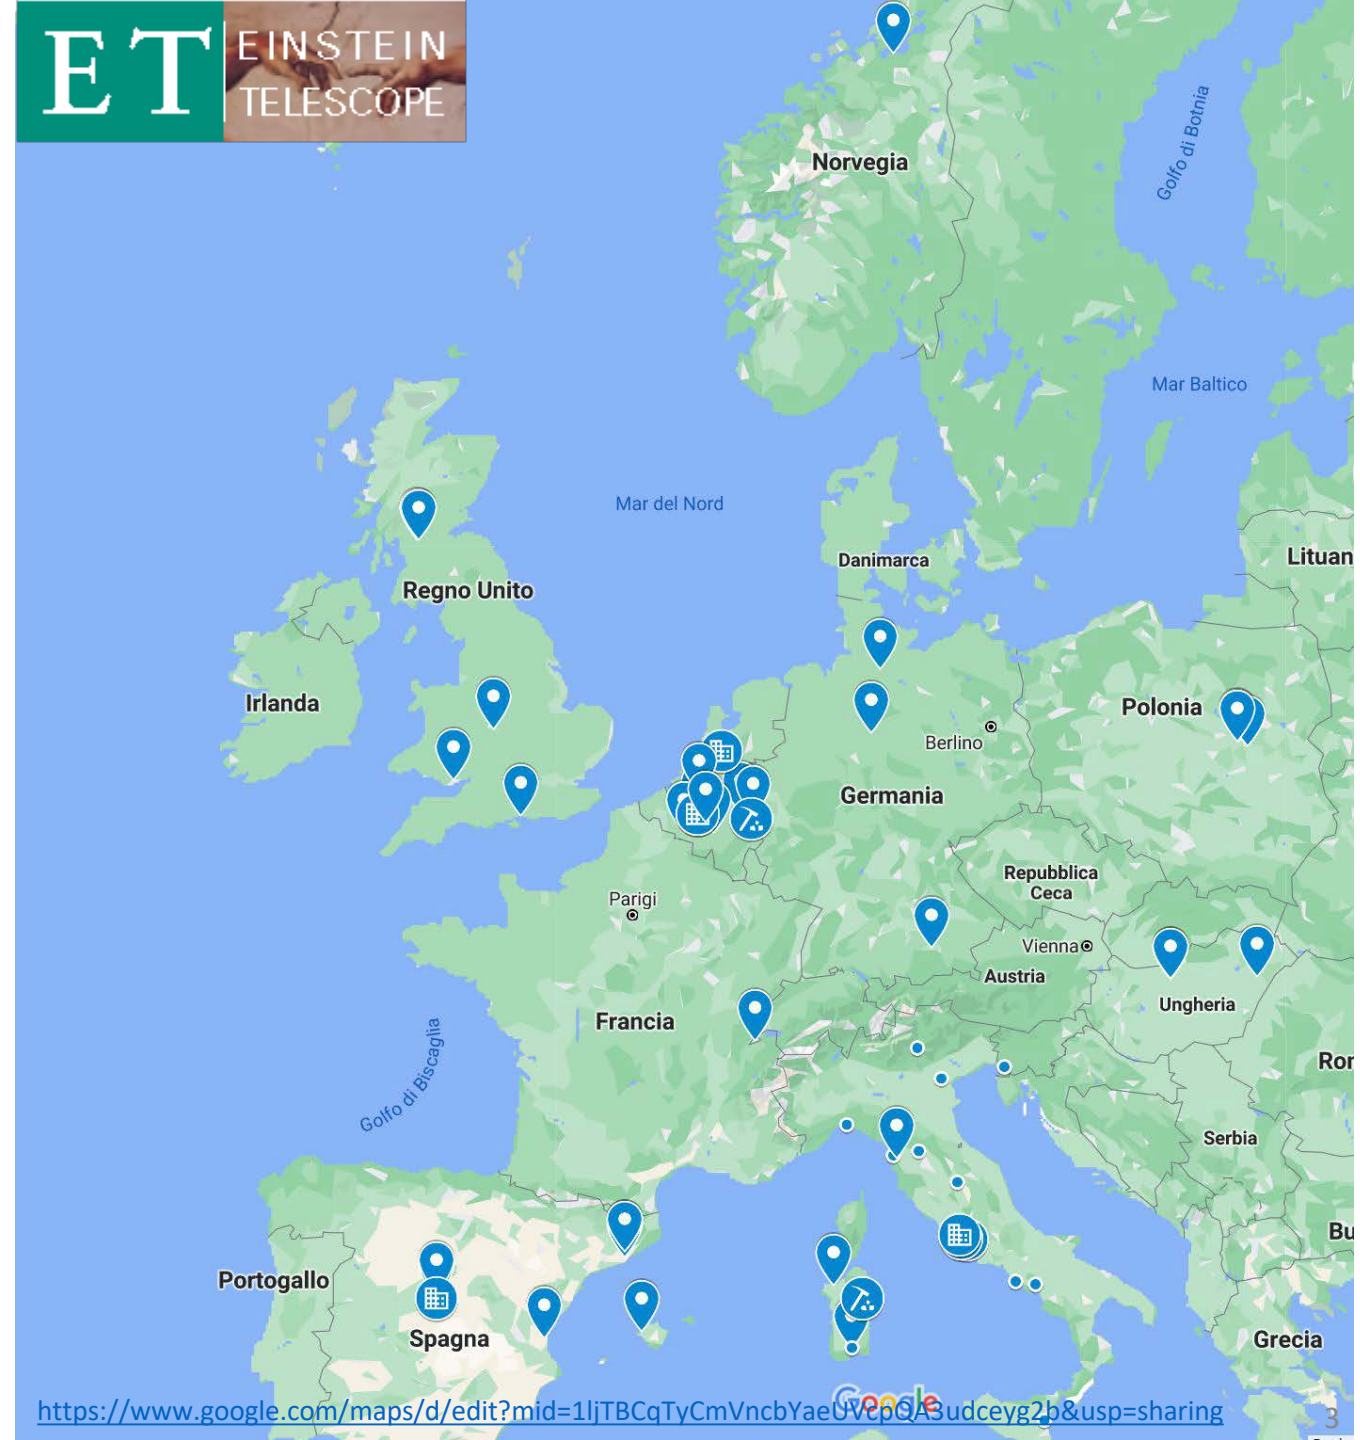 ET
EINSTEIN
TELESCOPE
Golfo di Botnia
Norvegia
Mar Baltico
Mar del Nord
Danimarca
Lituan
Regno Unito
Irlanda
Polonia
Berlino
Germania
Repubblica
Ceca
Parigi
Vienna
Austria
Ungheria
Francia
Golfo di Biscaglia
Ror
Serbia
Bu
Portogallo
Spagna
Grecia
Google
https://www.google.com/maps/d/edit?mid=1ljTBCqTyCmVncbYaeUVcpQA3udceyg2b&usp=sharing
3